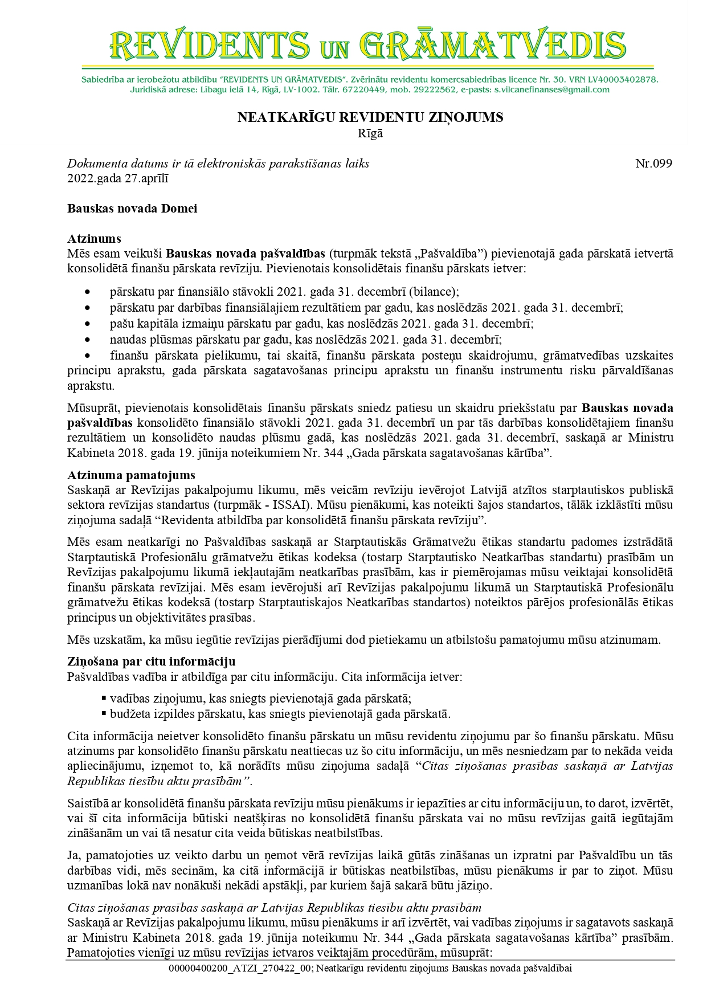 REVIDENTS UN GRĀMATVEDIS
Sabiedrība ar ierobežotu atbildību “REVIDENTS UN GRĀMATVEDIS”. Zvērinātu revidentu komercsabiedrības licence Nr. 30. VRN LV40003402878.
Juridiskā adrese: Lībagu ielā 14, Rīgā, LV-1002. Tālr. 67220449, mob. 29222562, e-pasts: s.vilcanefinanses@gmail.com
NEATKARĪGU REVIDENTU ZIŅOJUMS
Rīgā
Dokumenta datums ir tā elektroniskās parakstīšanas laiks Nr.099
2022.gada 27.aprīlī
Bauskas novada Domei
Atzinums
Mēs esam veikuši Bauskas novada pašvaldības (turpmāk tekstā „Pašvaldība”) pievienotajā gada pārskatā ietvertā
konsolidētā finanšu pārskata revīziju. Pievienotais konsolidētais finanšu pārskats ietver:
• pārskatu par finansiālo stāvokli 2021. gada 31. decembrī (bilance);
• pārskatu par darbības finansiālajiem rezultātiem par gadu, kas noslēdzās 2021. gada 31. decembrī;
• pašu kapitāla izmaiņu pārskatu par gadu, kas noslēdzās 2021. gada 31. decembrī;
• naudas plūsmas pārskatu par gadu, kas noslēdzās 2021. gada 31. decembrī;
• finanšu pārskata pielikumu, tai skaitā, finanšu pārskata posteņu skaidrojumu, grāmatvedības uzskaites
principu aprakstu, gada pārskata sagatavošanas principu aprakstu un finanšu instrumentu risku pārvaldīšanas
aprakstu.
Mūsuprāt, pievienotais konsolidētais finanšu pārskats sniedz patiesu un skaidru priekšstatu par Bauskas novada
pašvaldības konsolidēto finansiālo stāvokli 2021. gada 31. decembrī un par tās darbības konsolidētajiem finanšu
rezultātiem un konsolidēto naudas plūsmu gadā, kas noslēdzās 2021. gada 31. decembrī, saskaņā ar Ministru
Kabineta 2018. gada 19. jūnija noteikumiem Nr. 344 „Gada pārskata sagatavošanas kārtība”.
Atzinuma pamatojums
Saskaņā ar Revīzijas pakalpojumu likumu, mēs veicām revīziju ievērojot Latvijā atzītos starptautiskos publiskā
sektora revīzijas standartus (turpmāk - ISSAI). Mūsu pienākumi, kas noteikti šajos standartos, tālāk izklāstīti mūsu
ziņojuma sadaļā “Revidenta atbildība par konsolidētā finanšu pārskata revīziju”.
Mēs esam neatkarīgi no Pašvaldības saskaņā ar Starptautiskās Grāmatvežu ētikas standartu padomes izstrādātā
Starptautiskā Profesionālu grāmatvežu ētikas kodeksa (tostarp Starptautisko Neatkarības standartu) prasībām un
Revīzijas pakalpojumu likumā iekļautajām neatkarības prasībām, kas ir piemērojamas mūsu veiktajai konsolidētā
finanšu pārskata revīzijai. Mēs esam ievērojuši arī Revīzijas pakalpojumu likumā un Starptautiskā Profesionālu
grāmatvežu ētikas kodeksā (tostarp Starptautiskajos Neatkarības standartos) noteiktos pārējos profesionālās ētikas
principus un objektivitātes prasības.
Mēs uzskatām, ka mūsu iegūtie revīzijas pierādījumi dod pietiekamu un atbilstošu pamatojumu mūsu atzinumam.
Ziņošana par citu informāciju
Pašvaldības vadība ir atbildīga par citu informāciju. Cita informācija ietver:
▪ vadības ziņojumu, kas sniegts pievienotajā gada pārskatā;
▪ budžeta izpildes pārskatu, kas sniegts pievienotajā gada pārskatā.
Cita informācija neietver konsolidēto finanšu pārskatu un mūsu revidentu ziņojumu par šo finanšu pārskatu. Mūsu
atzinums par konsolidēto finanšu pārskatu neattiecas uz šo citu informāciju, un mēs nesniedzam par to nekāda veida
apliecinājumu, izņemot to, kā norādīts mūsu ziņojuma sadaļā “Citas ziņošanas prasības saskaņā ar Latvijas
Republikas tiesību aktu prasībām”.
Saistībā ar konsolidētā finanšu pārskata revīziju mūsu pienākums ir iepazīties ar citu informāciju un, to darot, izvērtēt,
vai šī cita informācija būtiski neatšķiras no konsolidētā finanšu pārskata vai no mūsu revīzijas gaitā iegūtajām
zināšanām un vai tā nesatur cita veida būtiskas neatbilstības.
Ja, pamatojoties uz veikto darbu un ņemot vērā revīzijas laikā gūtās zināšanas un izpratni par Pašvaldību un tās
darbības vidi, mēs secinām, ka citā informācijā ir būtiskas neatbilstības, mūsu pienākums ir par to ziņot. Mūsu
uzmanības lokā nav nonākuši nekādi apstākļi, par kuriem šajā sakarā būtu jāziņo.
Citas ziņošanas prasības saskaņā ar Latvijas Republikas tiesību aktu prasībām
Saskaņā ar Revīzijas pakalpojumu likumu, mūsu pienākums ir arī izvērtēt, vai vadības ziņojums ir sagatavots saskaņā
ar Ministru Kabineta 2018. gada 19. jūnija noteikumu Nr. 344 „Gada pārskata sagatavošanas kārtība” prasībām.
Pamatojoties vienīgi uz mūsu revīzijas ietvaros veiktajām procedūrām, mūsuprāt:
00000400200_ATZI_270422_00; Neatkarīgu revidentu ziņojums Bauskas novada pašvaldībai